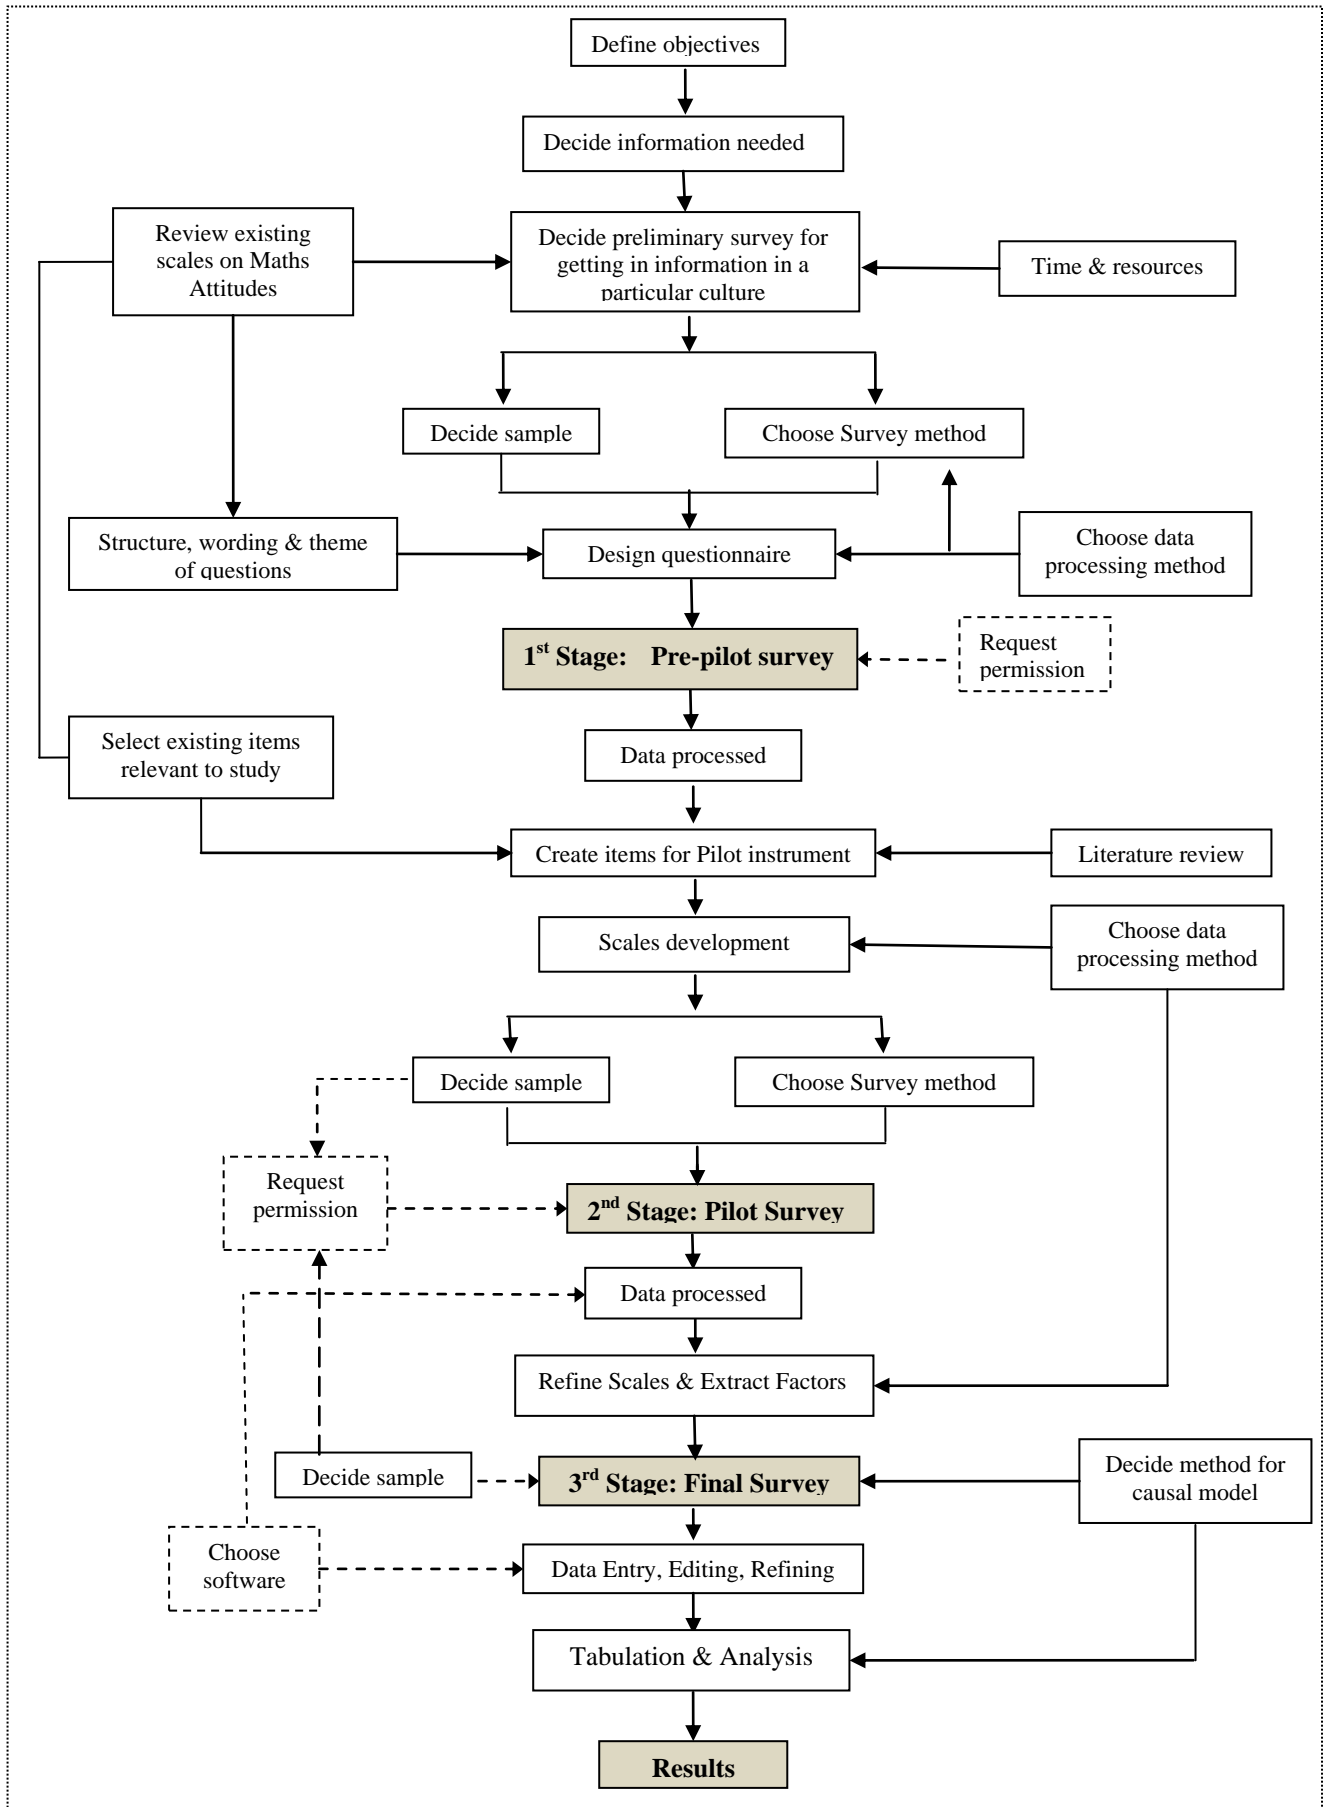 Define objectives
Decide information needed
Review existing
scales on Maths
Attitudes
Decide preliminary survey for
getting in information in a
particular culture
Time & resources
Decide sample
Choose Survey method
Structure, wording & theme
of questions
Design questionnaire
Choose data
processing method
1st Stage: Pre-pilot survey
Request
permission
Select existing items
relevant to study
Data processed
Create items for Pilot instrument
Literature review
Scales development
Choose data
processing method
Decide sample
Choose Survey method
Request
permission
2nd Stage: Pilot Survey
Data processed
Refine Scales & Extract Factors
Decide sample
3rd Stage: Final Survey
Decide method for
causal model
Choose
software
Data Entry, Editing, Refining
Tabulation & Analysis
Results